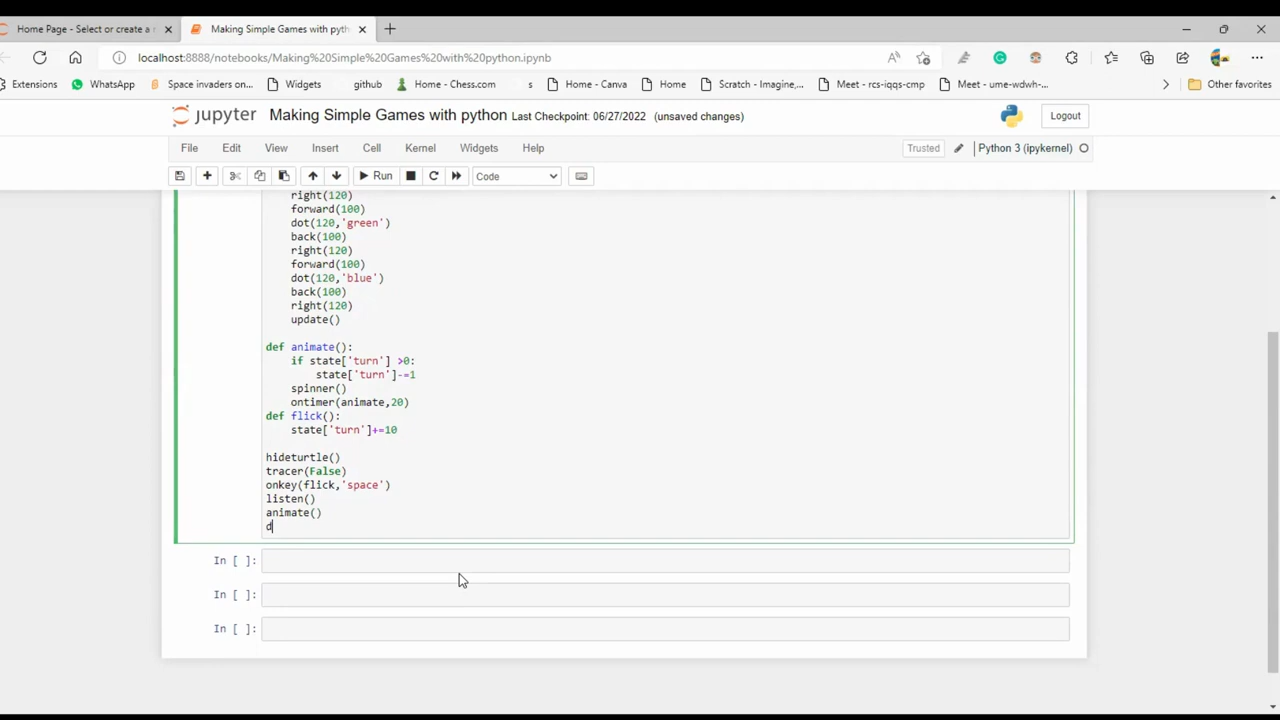 Home Page - Select or create a n
Making Simple Games with pyth
localhost:8888/notebooks/Making%20Simple%20Games%20with%20python.ipynb
Extensions WhatsApp Space invaders on... Widgets github Home - Chess.com s Home - Canva Home Scratch - Imagine,... Meet - rcs-iqqs-cmp Meet - ume-wdwh-... Other favorites
jupyter Making Simple Games with python Last Checkpoint: 06/27/2022 (unsaved changes) Logout
File Edit View Insert Cell Kernel Widgets Help Trusted Python 3 (ipykernel)
Run Code
right(120)
forward(100)
dot(120,'green')
back(100)
right(120)
forward(100)
dot(120,'blue')
back(100)
right(120)
update()
def animate():
if state['turn'] >0:
state['turn']-=1
spinner()
ontimer(animate,20)
def flick():
state['turn']+=10
hideturtle()
tracer(False)
onkey(flick,'space')
listen()
animate()
d
In [ ]:
In [ ]:
In [ ]: